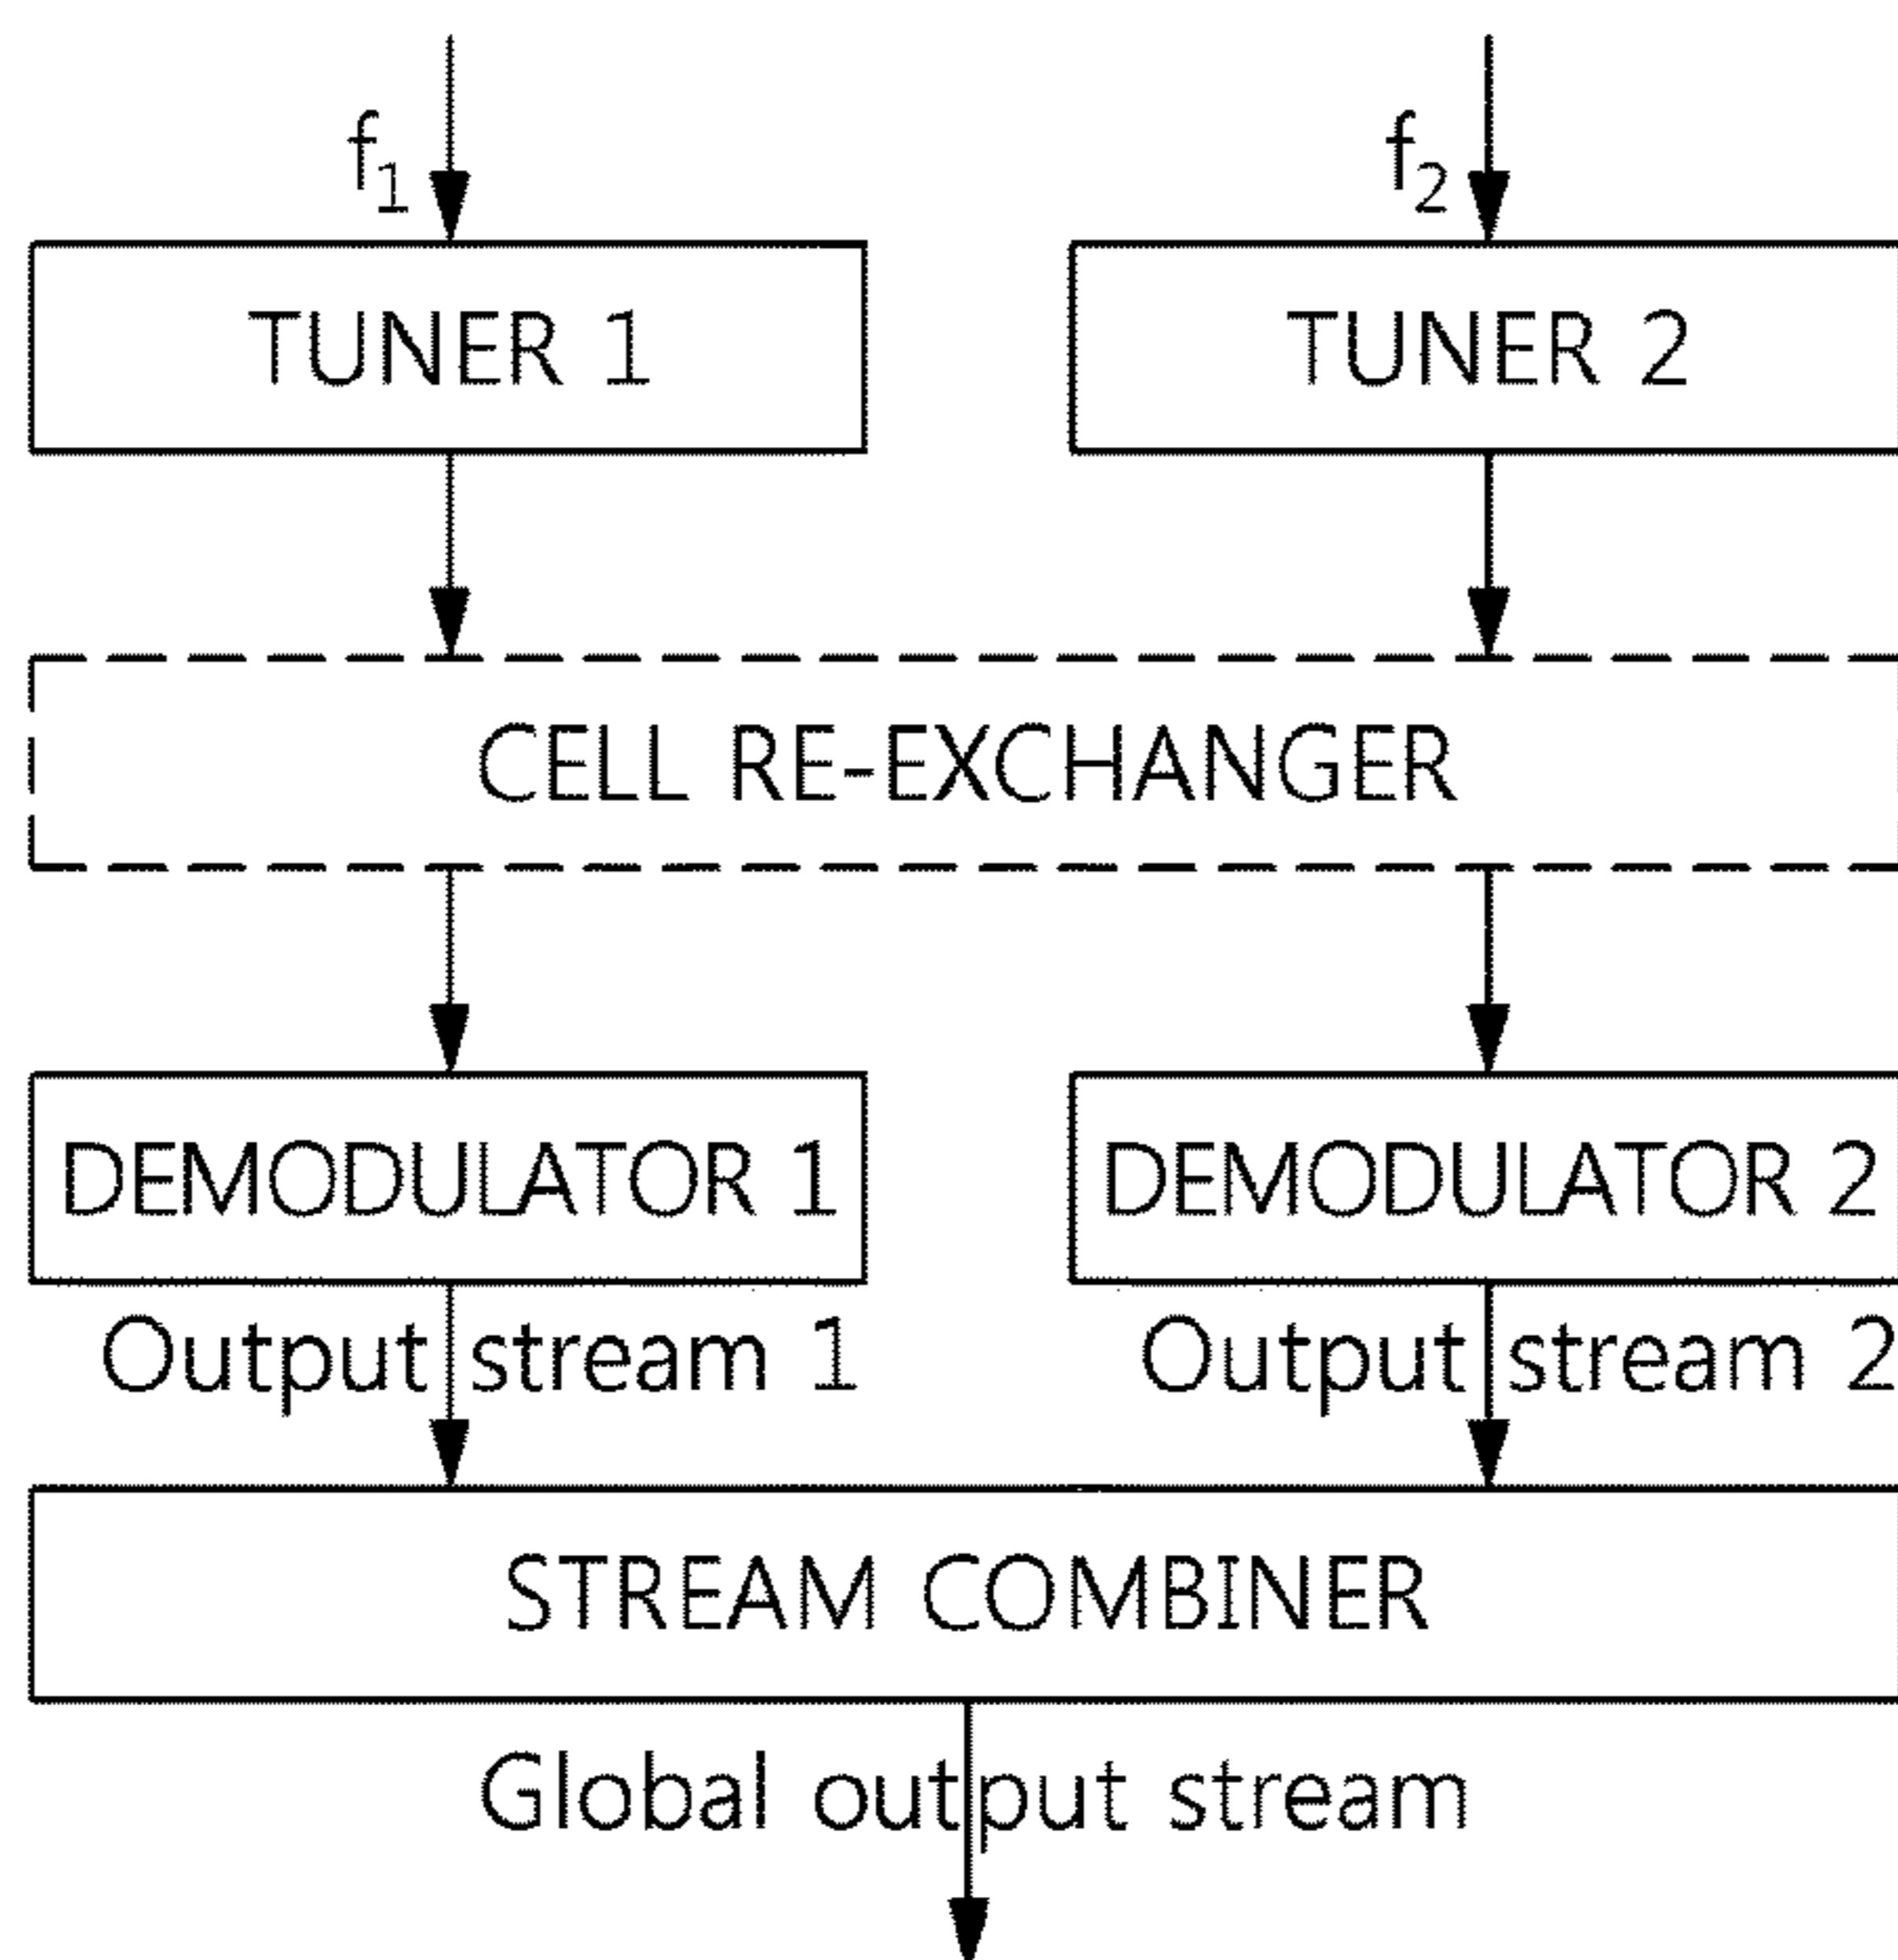 f1 f2
TUNER 1 TUNER 2
CELL RE-EXCHANGER
DEMODULATOR 1 DEMODULATOR 2
Output stream 1 Output stream 2
STREAM COMBINER
Global output stream